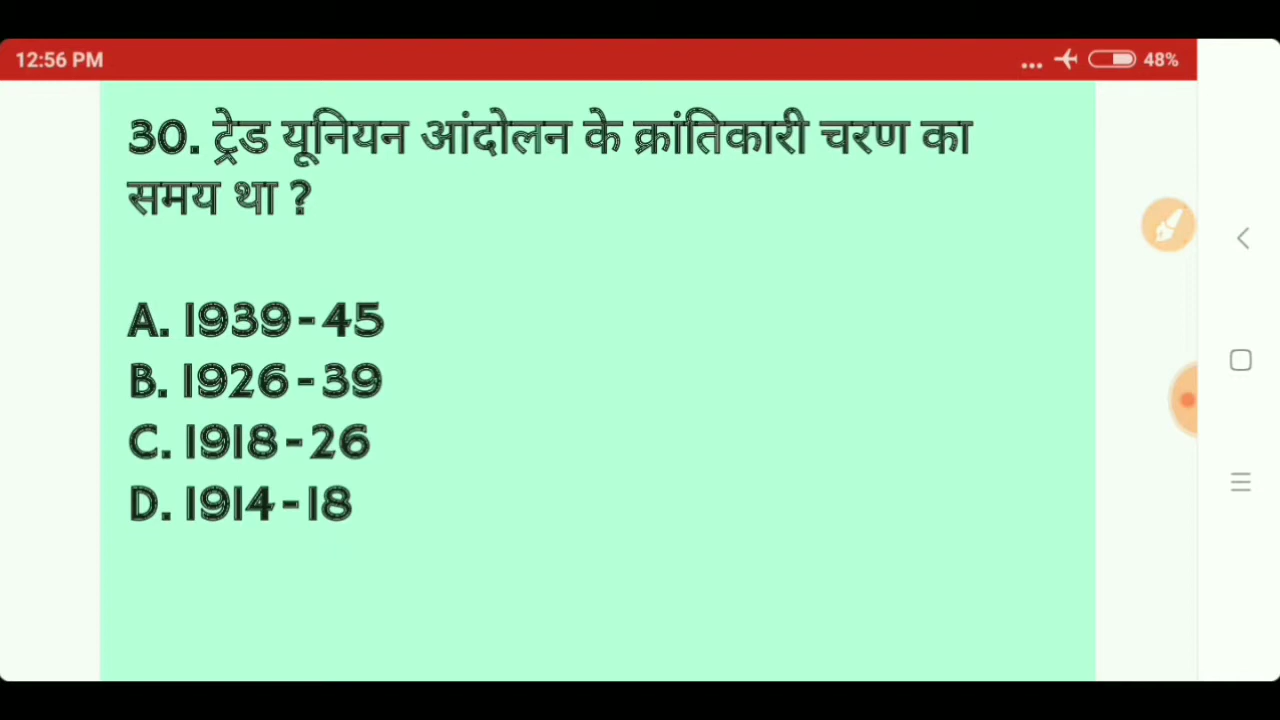 12:56 PM
... 48%
30. ट्रेड यूनियन आंदोलन के क्रांतिकारी चरण का
समय था ?
A. 1939-45
B. 1926-39
C. 1918-26
D. 1914-18